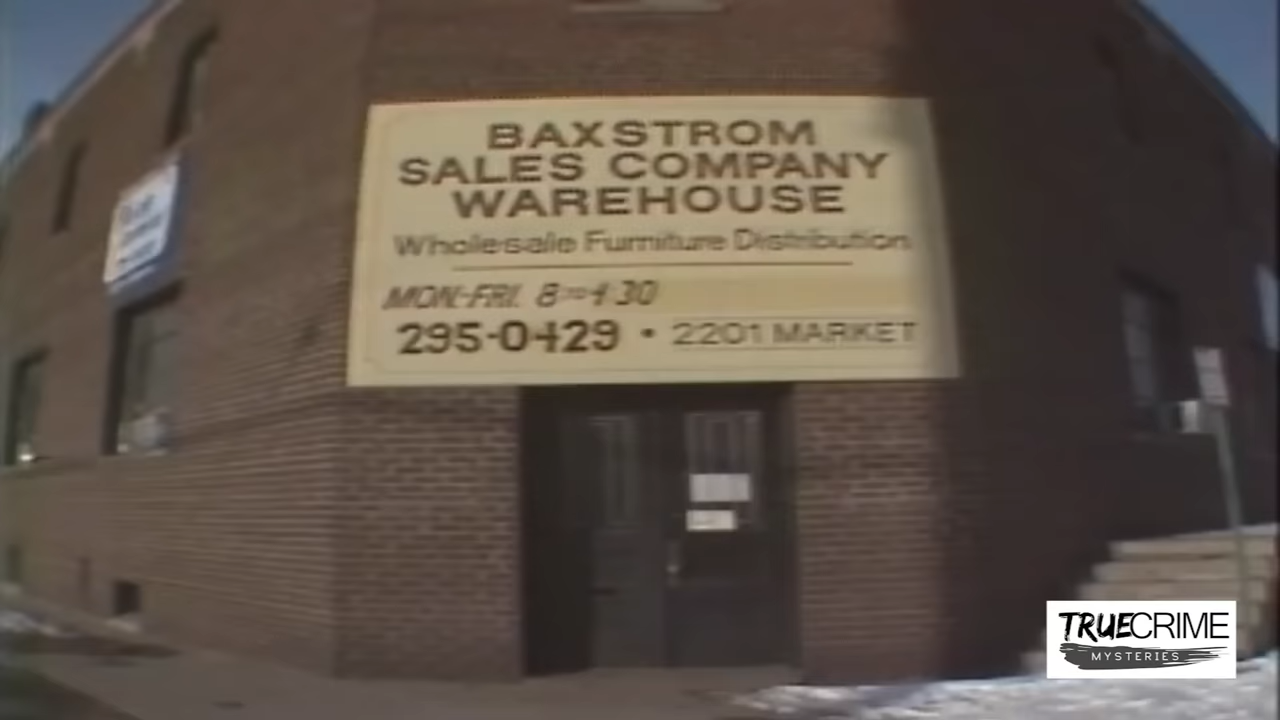 BAXSTROM
SALES COMPANY
WAREHOUSE
Wholesale Furniture Distribution
MON-FRI. 8 TO 4 30
295-0429 • 2201 MARKET
TRUECRIME
MYSTERIES